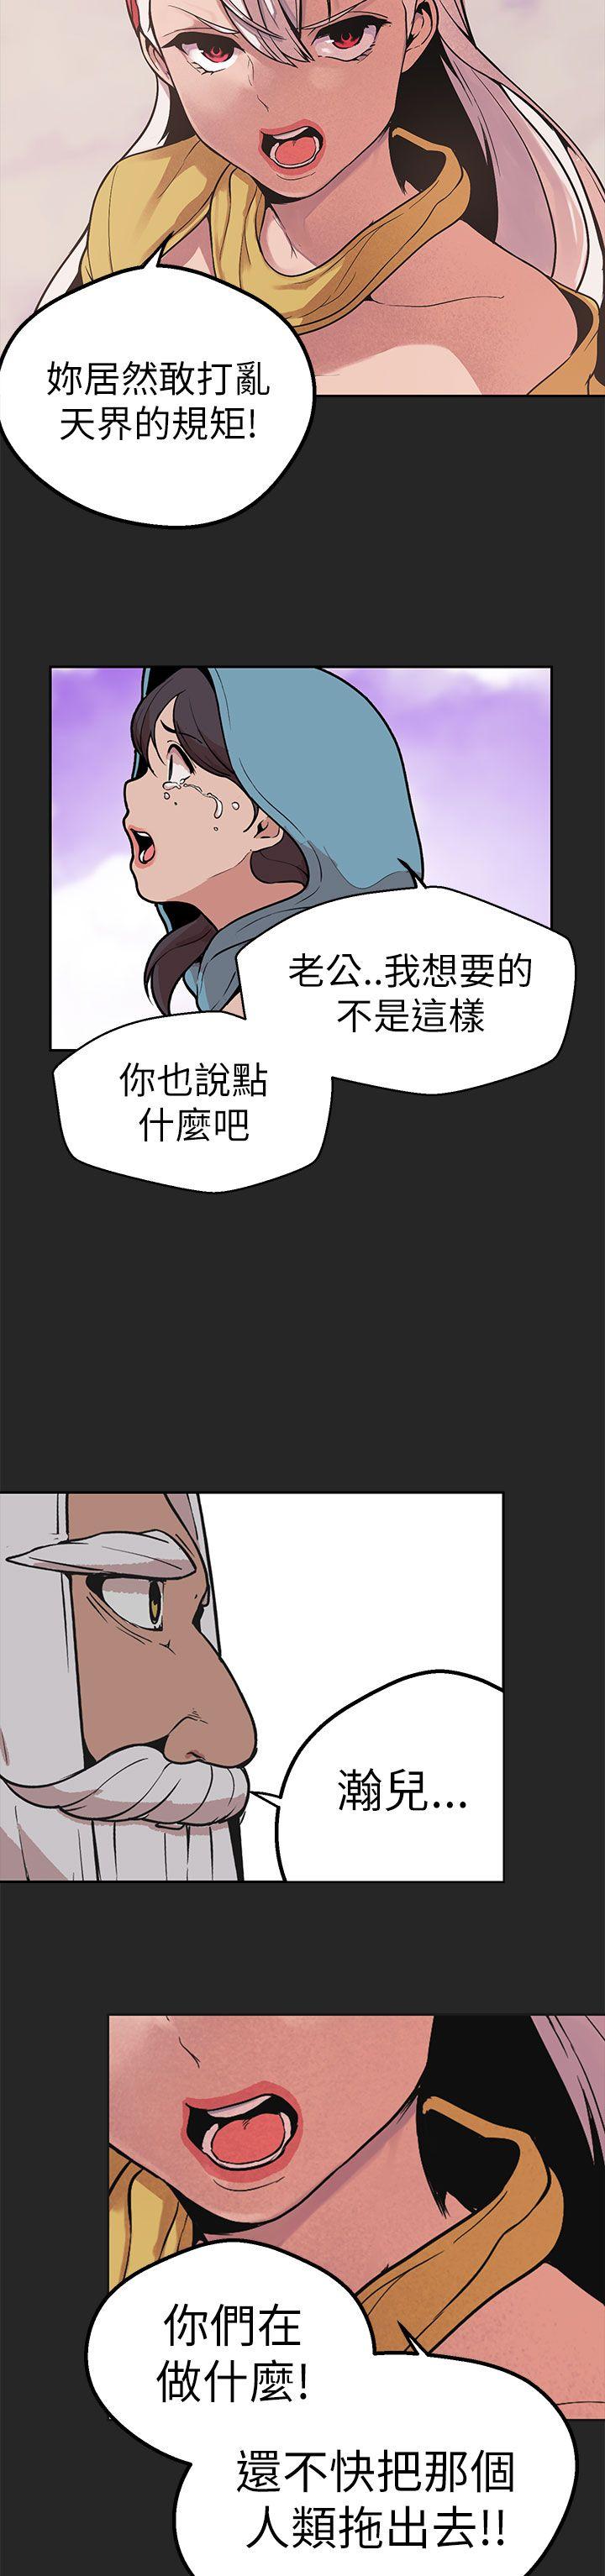 妳居然敢打亂
天界的規矩!
老公..我想要的
不是這樣
你也說點
什麼吧
瀚兒...
你們在
做什麼!
還不快把那個
人類拖出去!!